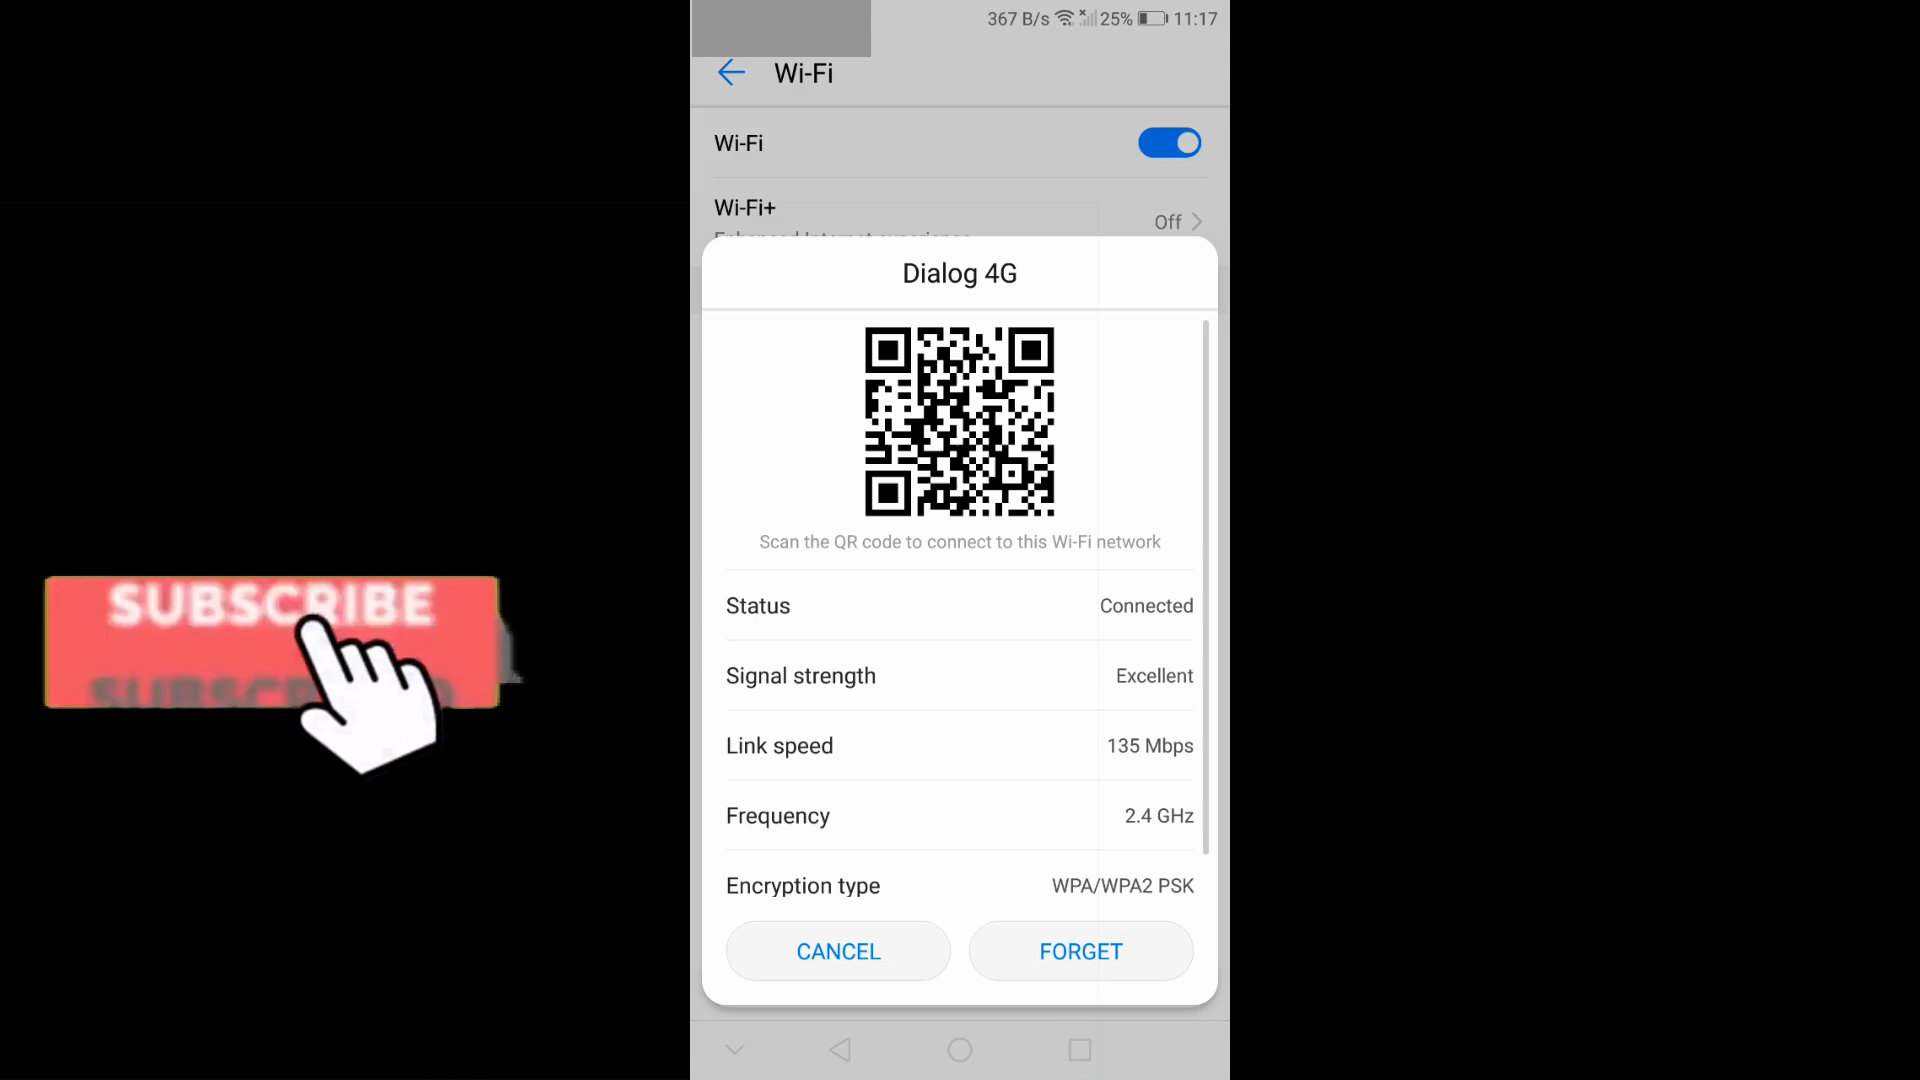 367 B/s 25% 11:17
Wi-Fi
Wi-Fi
Wi-Fi+
Off
Dialog 4G
Scan the QR code to connect to this Wi-Fi network
Status Connected
Signal strength Excellent
Link speed 135 Mbps
Frequency 2.4 GHz
Encryption type WPA/WPA2 PSK
CANCEL FORGET
SUBSCRIBE